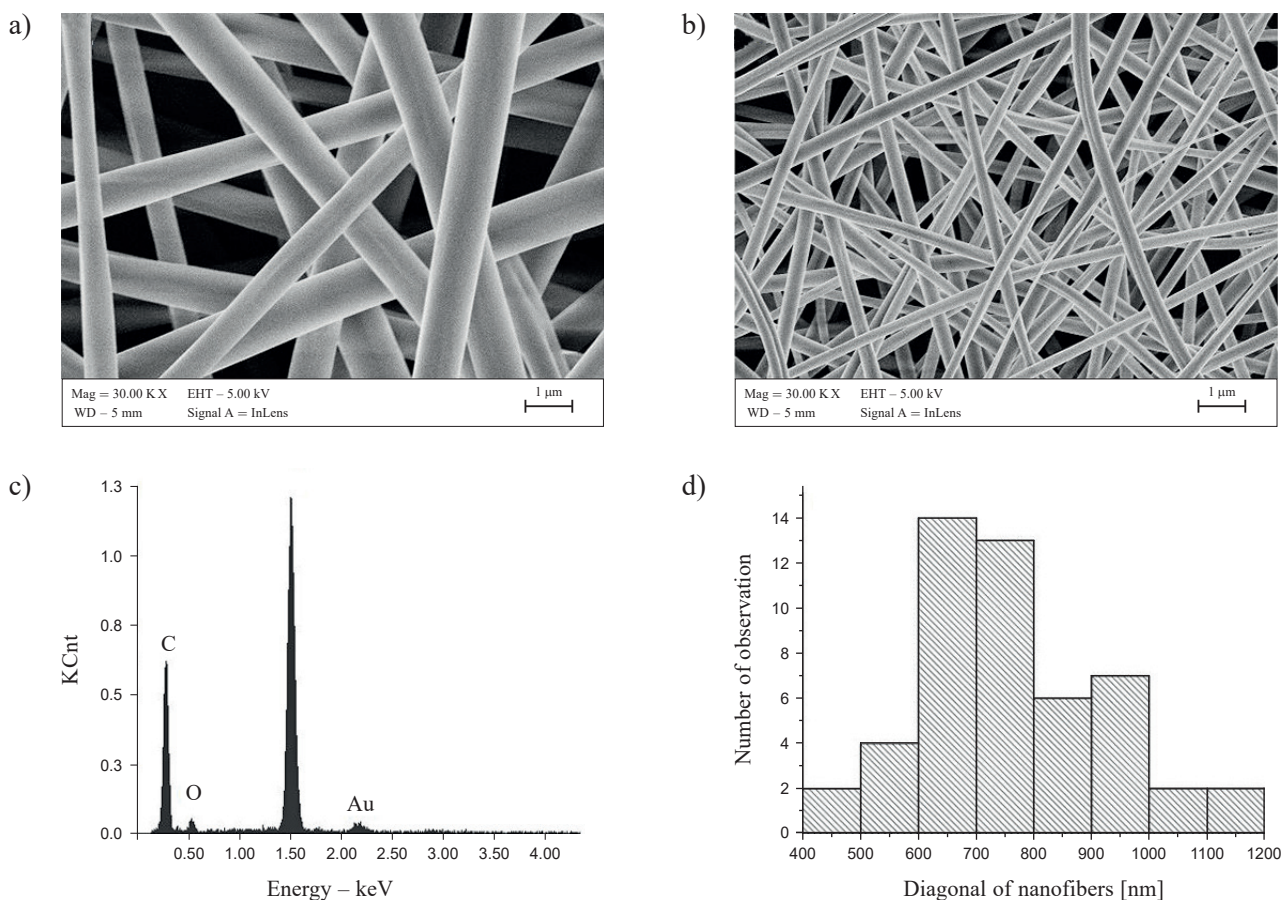 a)
Mag = 30.00 K X EHT – 5.00 kV 1 μm
WD – 5 mm Signal A = InLens
b)
Mag = 30.00 K X EHT – 5.00 kV 1 μm
WD – 5 mm Signal A = InLens
c)
1.3
1.0
0.8
0.5
0.3
0.0
KCnt
C
O
Au
0.50 1.00 1.50 2.00 2.50 3.00 3.50 4.00
Energy – keV
d)
14
12
10
8
6
4
2
0
Number of observation
400 500 600 700 800 900 1000 1100 1200
Diagonal of nanofibers [nm]